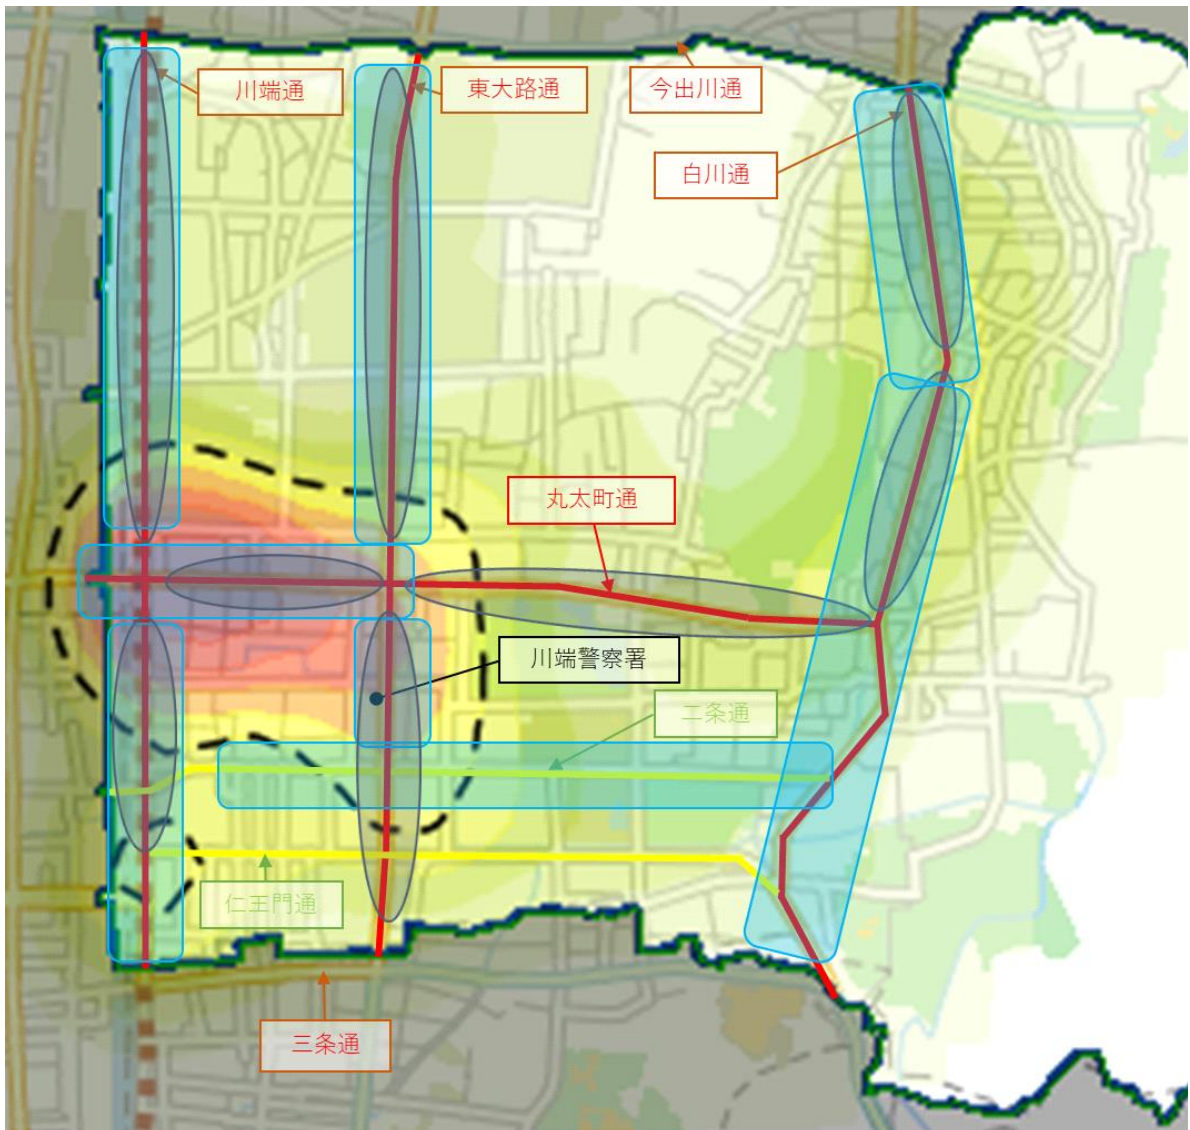 川端通
東大路通
今出川通
白川通
丸太町通
川端警察署
二条通
仁王門通
三条通